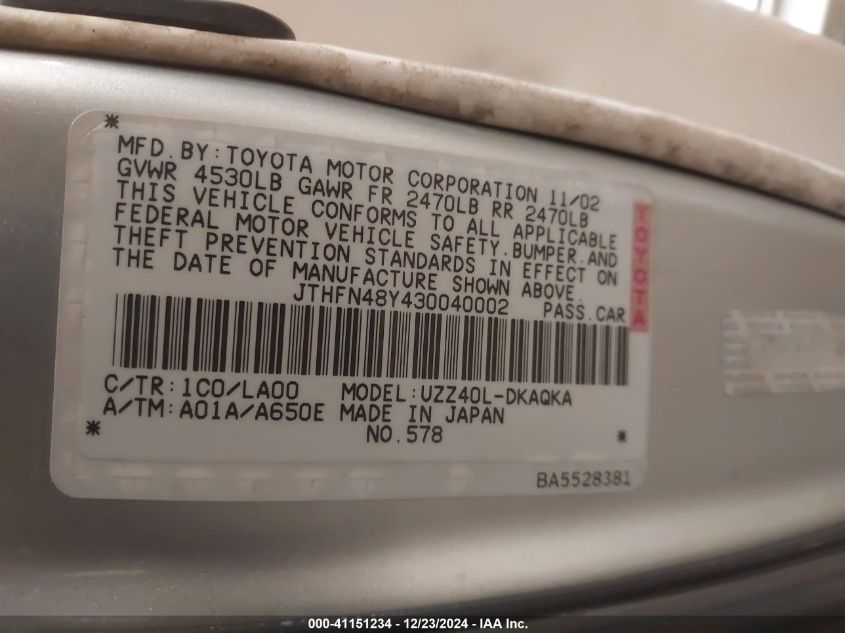 MFD.BY:TOYOTA MOTOR CORPORATION 11/02
GVWR 4530LB GAWR FR 2470LB RR 2470LB
THIS VEHICLE CONFORMS TO ALL APPLICABLE
FEDERAL MOTOR VEHICLE SAFETY.BUMPER.AND
THEFT PREVENTION STANDARDS IN EFFECT ON
THE DATE OF MANUFACTURE SHOWN ABOVE.
JTHFN48Y430040002 PASS.CAR
TOYOTA
C/TR:1C0/LA00 MODEL:UZZ40L-DKAQKA
A/TM:A01A/A650E MADE IN JAPAN
NO.578
BA5528381
000-41151234 - 12/23/2024 - IAA Inc.